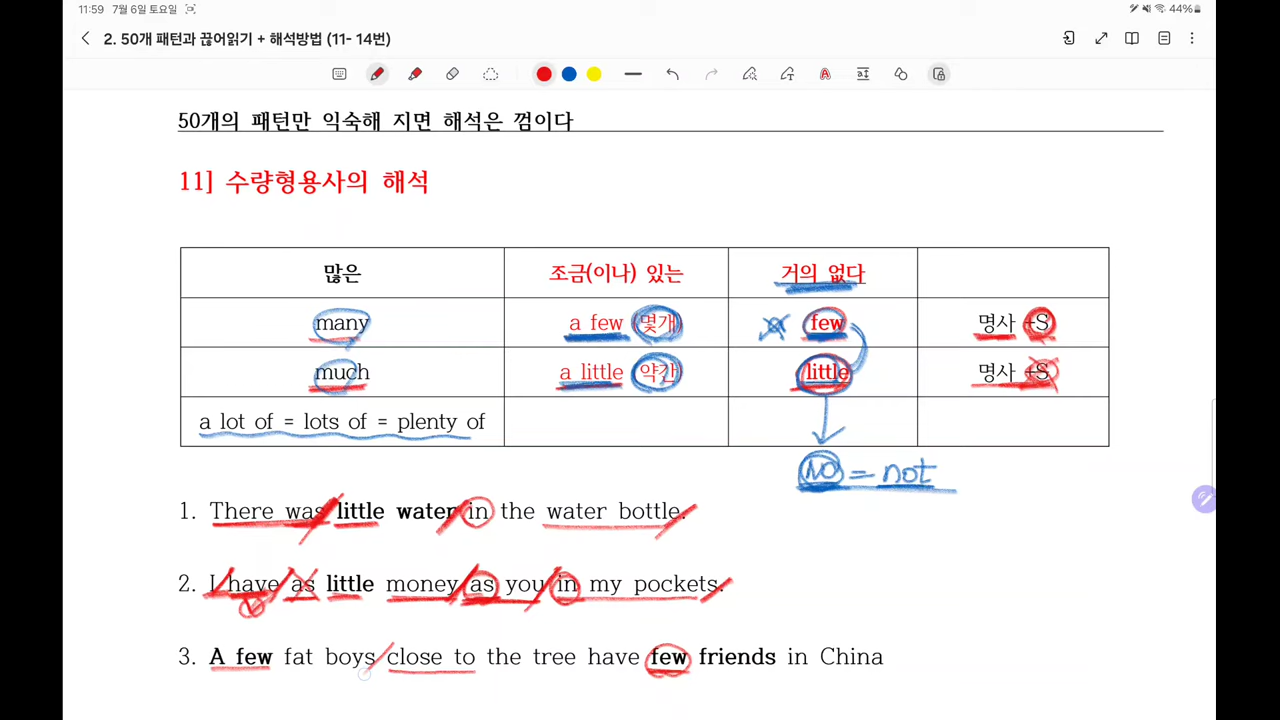 11:59 7월 6일 토요일 44%
2. 50개 패턴과 끊어읽기 + 해석방법 (11- 14번)
50개의 패턴만 익숙해 지면 해석은 껌이다
11] 수량형용사의 해석
많은 조금(이나) 있는 거의 없다
many a few (몇개) few 명사 +S
much a little (약간) little 명사 +S
a lot of = lots of = plenty of
NO = not
1. There was little water in the water bottle.
2. I have as little money as you in my pockets.
3. A few fat boys close to the tree have few friends in China